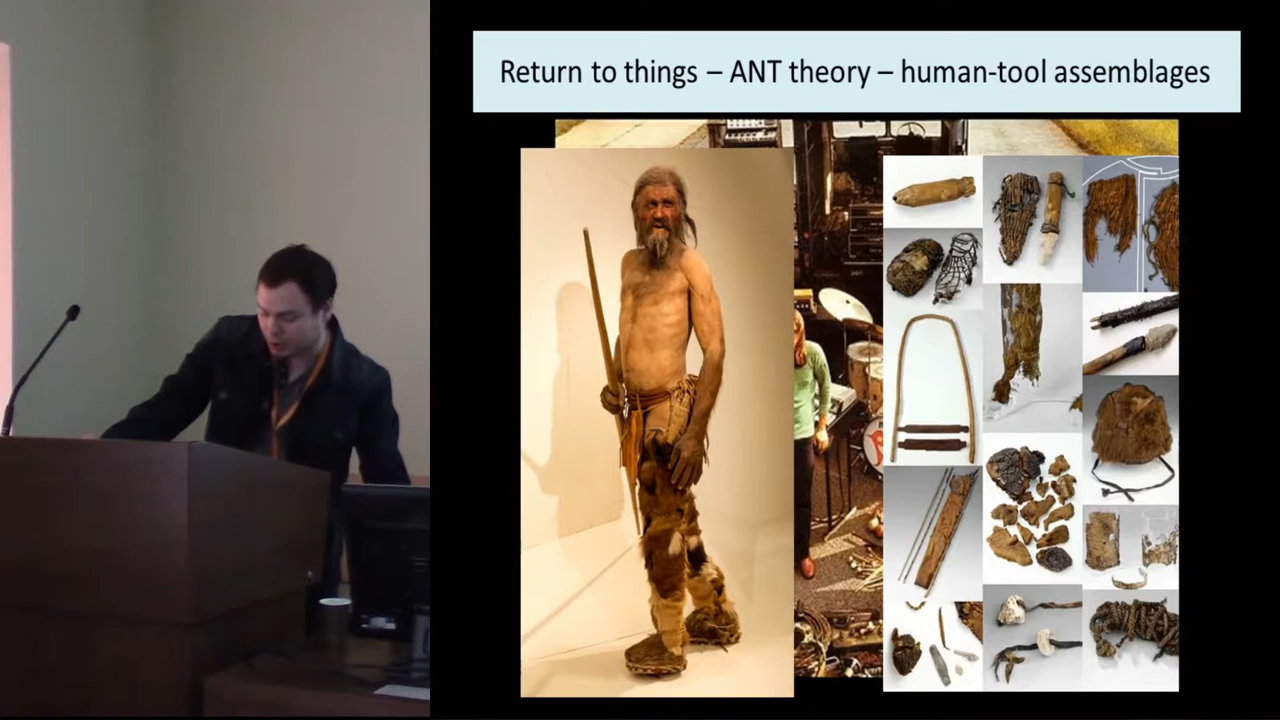 Return to things – ANT theory – human-tool assemblages